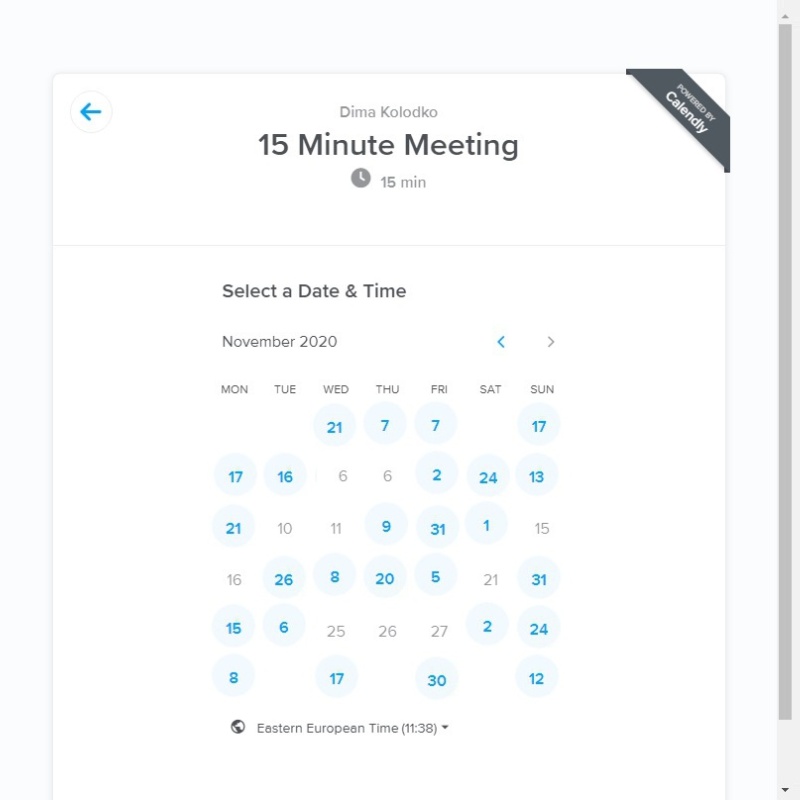 Dima Kolodko
15 Minute Meeting
15 min
POWERED BY
Calendly
Select a Date & Time
November 2020
MON TUE WED THU FRI SAT SUN
21 7 7 17
17 16 6 6 2 24 13
21 10 11 9 31 1 15
16 26 8 20 5 21 31
15 6 25 26 27 2 24
8 17 30 12
Eastern European Time (11:38)